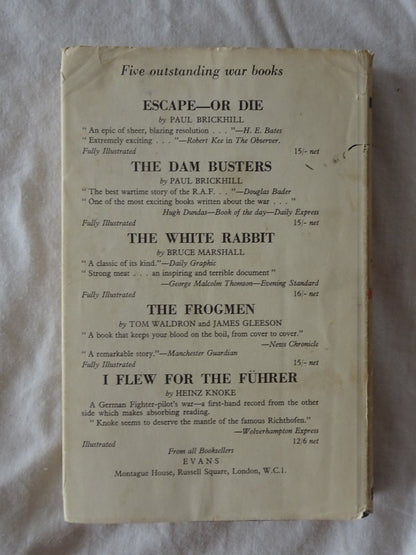 Five outstanding war books
ESCAPE—OR DIE
by PAUL BRICKHILL
“ An epic of sheer, blazing resolution . . . ”—H. E. Bates
“ Extremely exciting . . . ”—Robert Kee in The Observer.
Fully Illustrated 15/- net
THE DAM BUSTERS
by PAUL BRICKHILL
“ The best wartime story of the R.A.F. . . ”—Douglas Bader
“ One of the most exciting books written about the war . . . ”
Hugh Dundas—Book of the day—Daily Express
Fully Illustrated 15/- net
THE WHITE RABBIT
by BRUCE MARSHALL
“ A classic of its kind.”—Daily Graphic
“ Strong meat . . . an inspiring and terrible document ”
—George Malcolm Thomson—Evening Standard
Fully Illustrated 16/- net
THE FROGMEN
by TOM WALDRON and JAMES GLEESON
“ A book that keeps your blood on the boil, from cover to cover.”
—News Chronicle
“ A remarkable story.”—Manchester Guardian
Fully Illustrated 15/- net
I FLEW FOR THE FÜHRER
by HEINZ KNOKE
A German Fighter-pilot's war—a first-hand record from the other
side which makes absorbing reading.
“ Knoke seems to deserve the mantle of the famous Richthofen.”
—Wolverhampton Express
Illustrated 12/6 net
From all Booksellers
EVANS
Montague House, Russell Square, London, W.C.1.